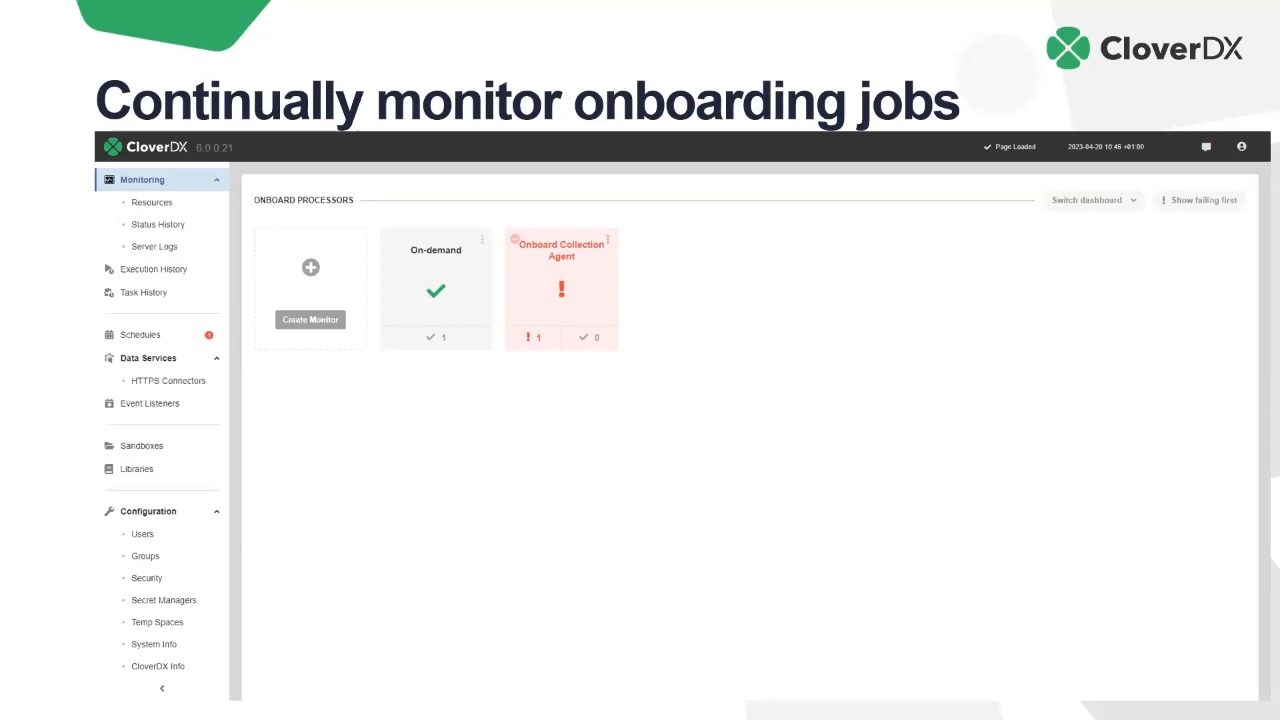 CloverDX
Continually monitor onboarding jobs
CloverDX 6.0.0.21
Page Loaded
2023-04-20 10:46 +01:00
Monitoring
Resources
Status History
Server Logs
Execution History
Task History
Schedules
Data Services
HTTPS Connectors
Event Listeners
Sandboxes
Libraries
Configuration
Users
Groups
Security
Secret Managers
Temp Spaces
System Info
CloverDX Info
ONBOARD PROCESSORS
Switch dashboard
! Show failing first
Create Monitor
On-demand
1
Onboard Collection
Agent
!
! 1
0